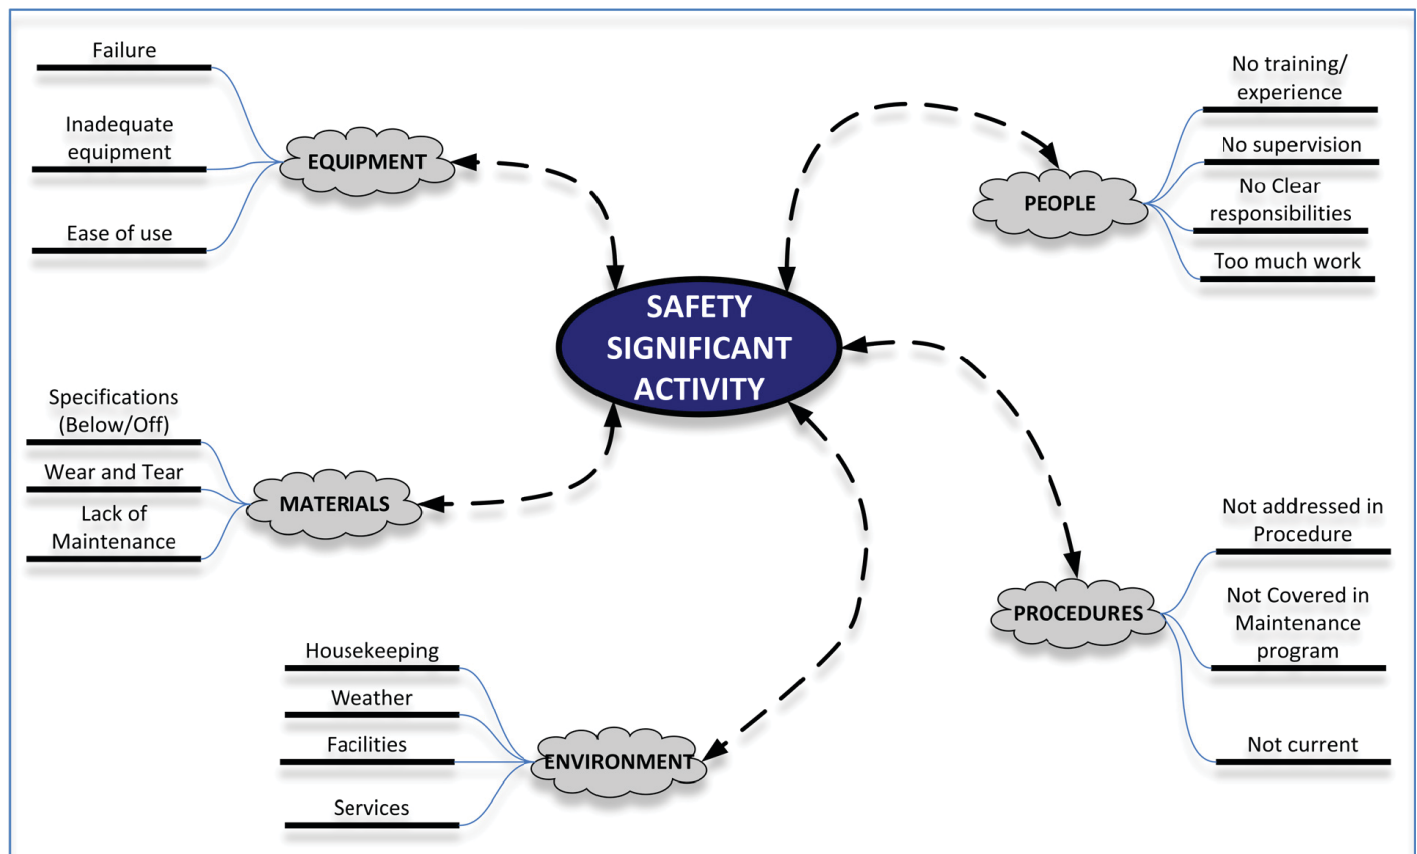 Failure
Inadequate
equipment
Ease of use
EQUIPMENT
No training/
experience
No supervision
No Clear
responsibilities
Too much work
PEOPLE
SAFETY
SIGNIFICANT
ACTIVITY
Specifications
(Below/Off)
Wear and Tear
Lack of
Maintenance
MATERIALS
Not addressed in
Procedure
Not Covered in
Maintenance
program
Not current
PROCEDURES
Housekeeping
Weather
Facilities
Services
ENVIRONMENT